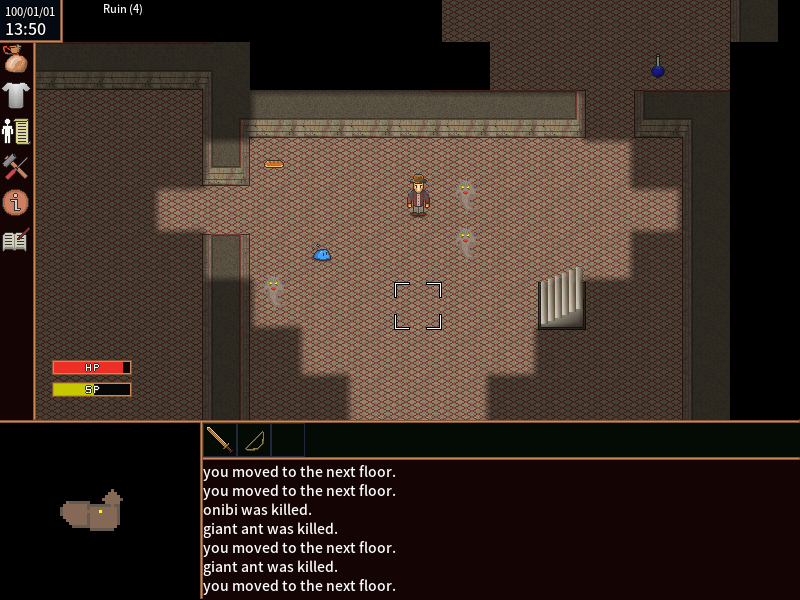 100/01/01
13:50
Ruin (4)
HP
SP
you moved to the next floor.
you moved to the next floor.
onibi was killed.
giant ant was killed.
you moved to the next floor.
giant ant was killed.
you moved to the next floor.